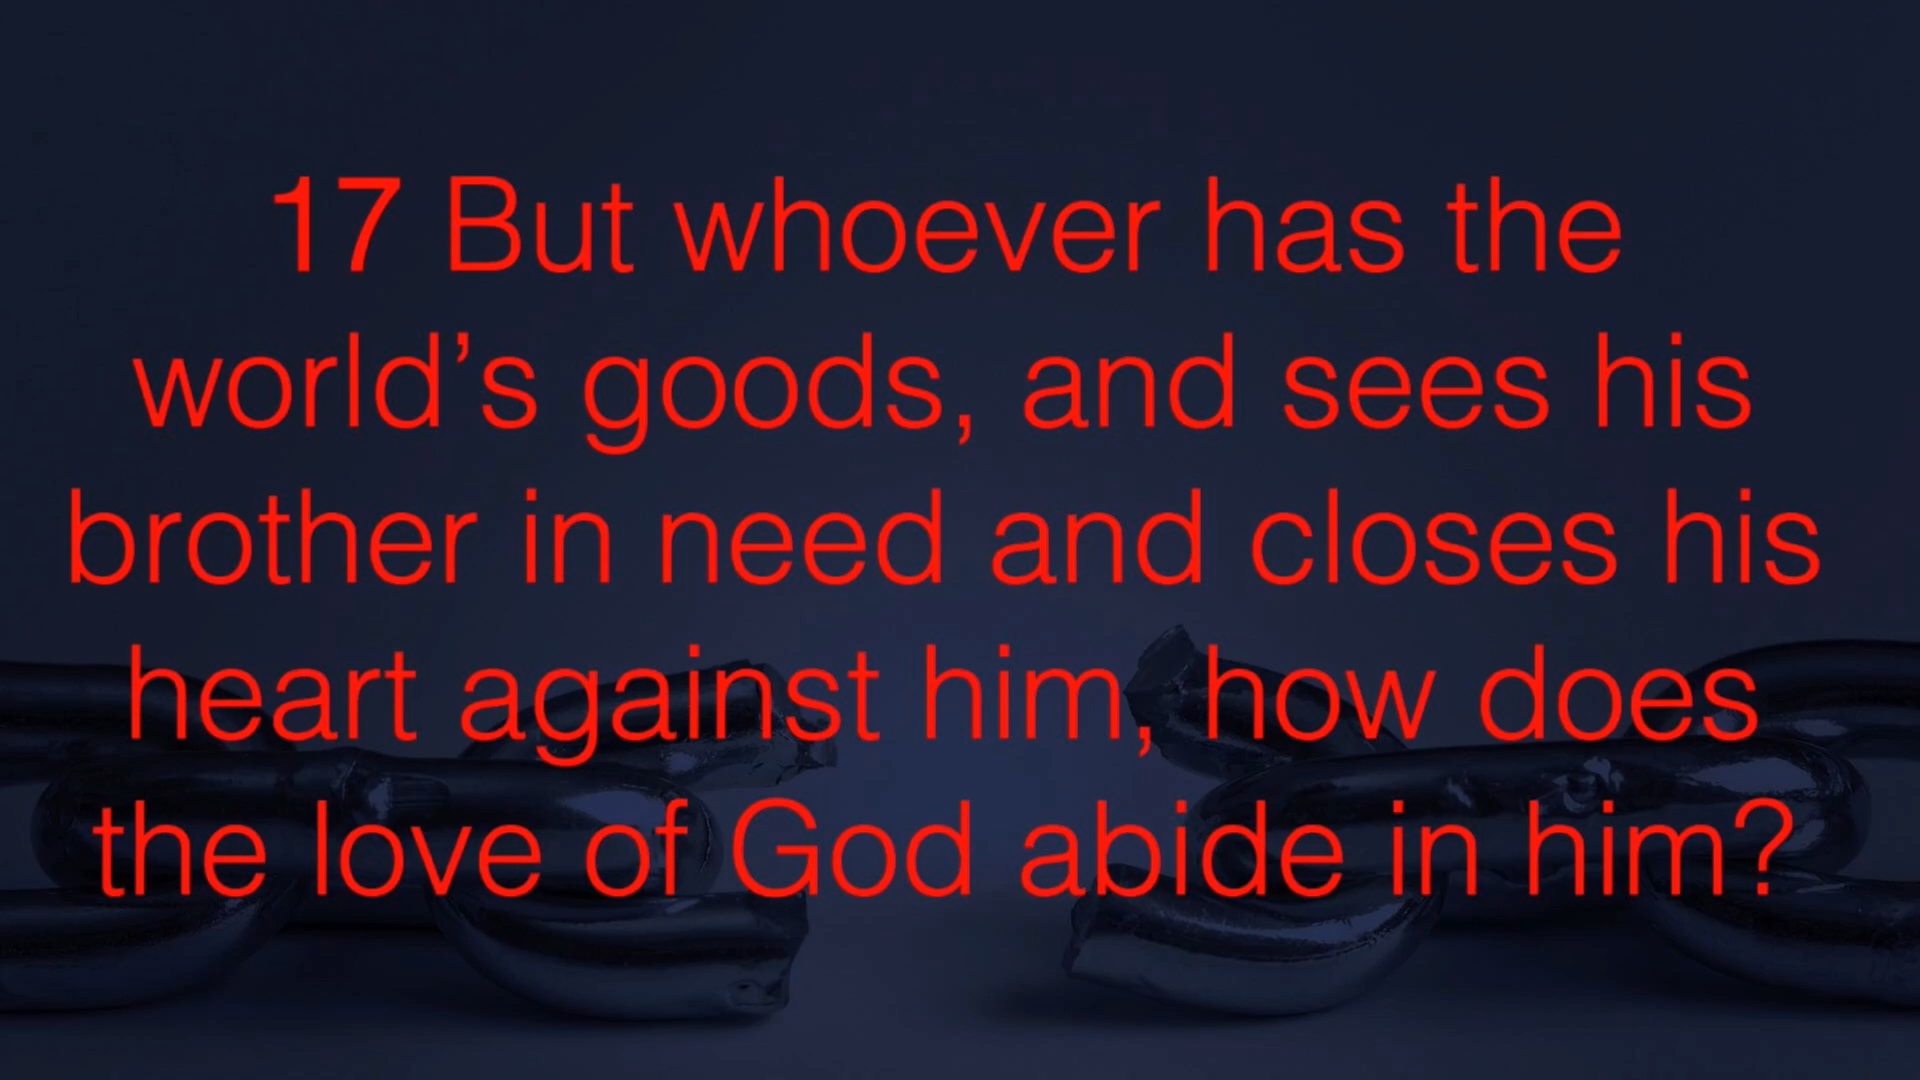 17 But whoever has the
world’s goods, and sees his
brother in need and closes his
heart against him, how does
the love of God abide in him?